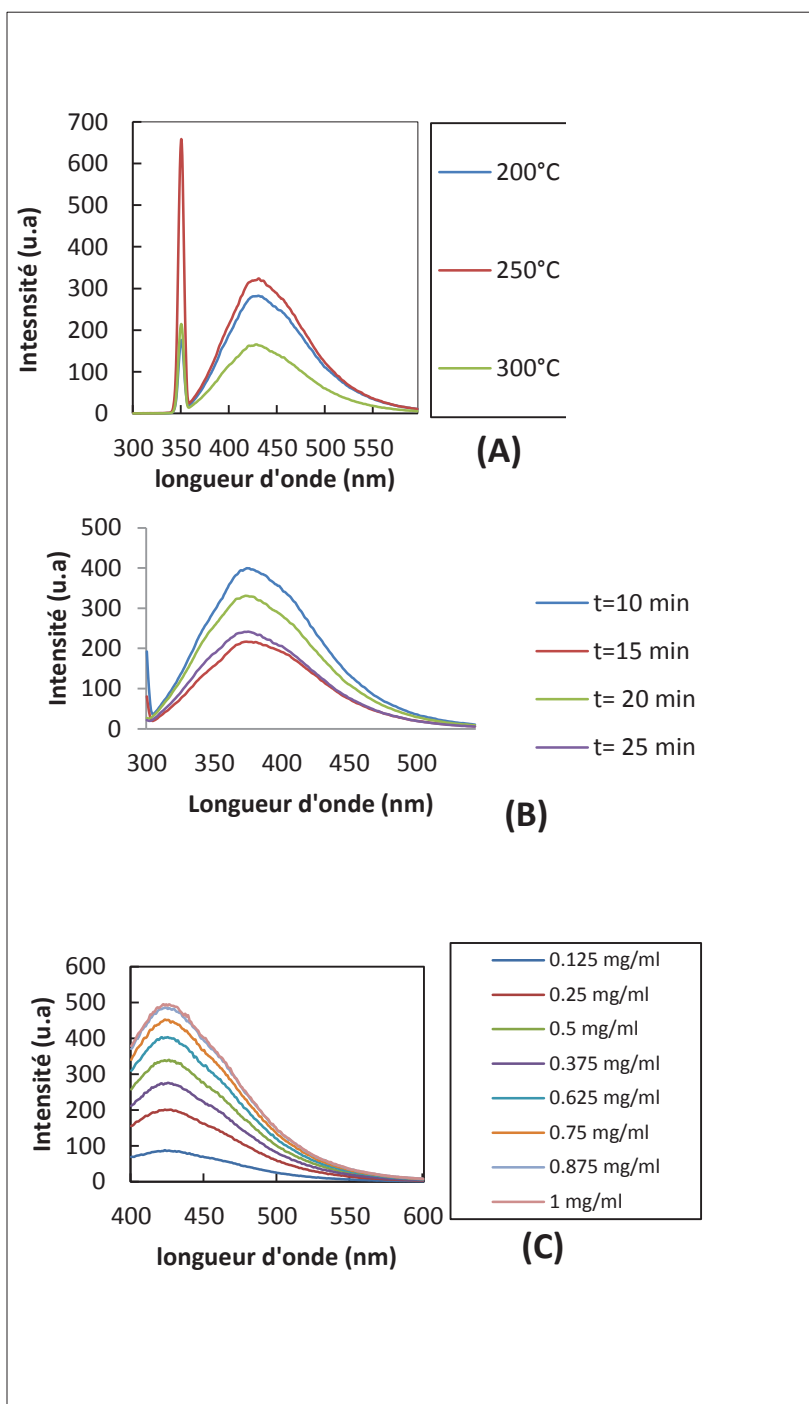 700
600
500
400
300
200
100
0
Intesnsité (u.a)
300 350 400 450 500 550
longueur d'onde (nm)
200°C
250°C
300°C
(A)
500
400
300
200
100
0
Intensité (u.a)
300 350 400 450 500
Longueur d'onde (nm)
t=10 min
t=15 min
t= 20 min
t= 25 min
(B)
600
500
400
300
200
100
0
Intensité (u.a)
400 450 500 550 600
longueur d'onde (nm)
0.125 mg/ml
0.25 mg/ml
0.5 mg/ml
0.375 mg/ml
0.625 mg/ml
0.75 mg/ml
0.875 mg/ml
1 mg/ml
(C)